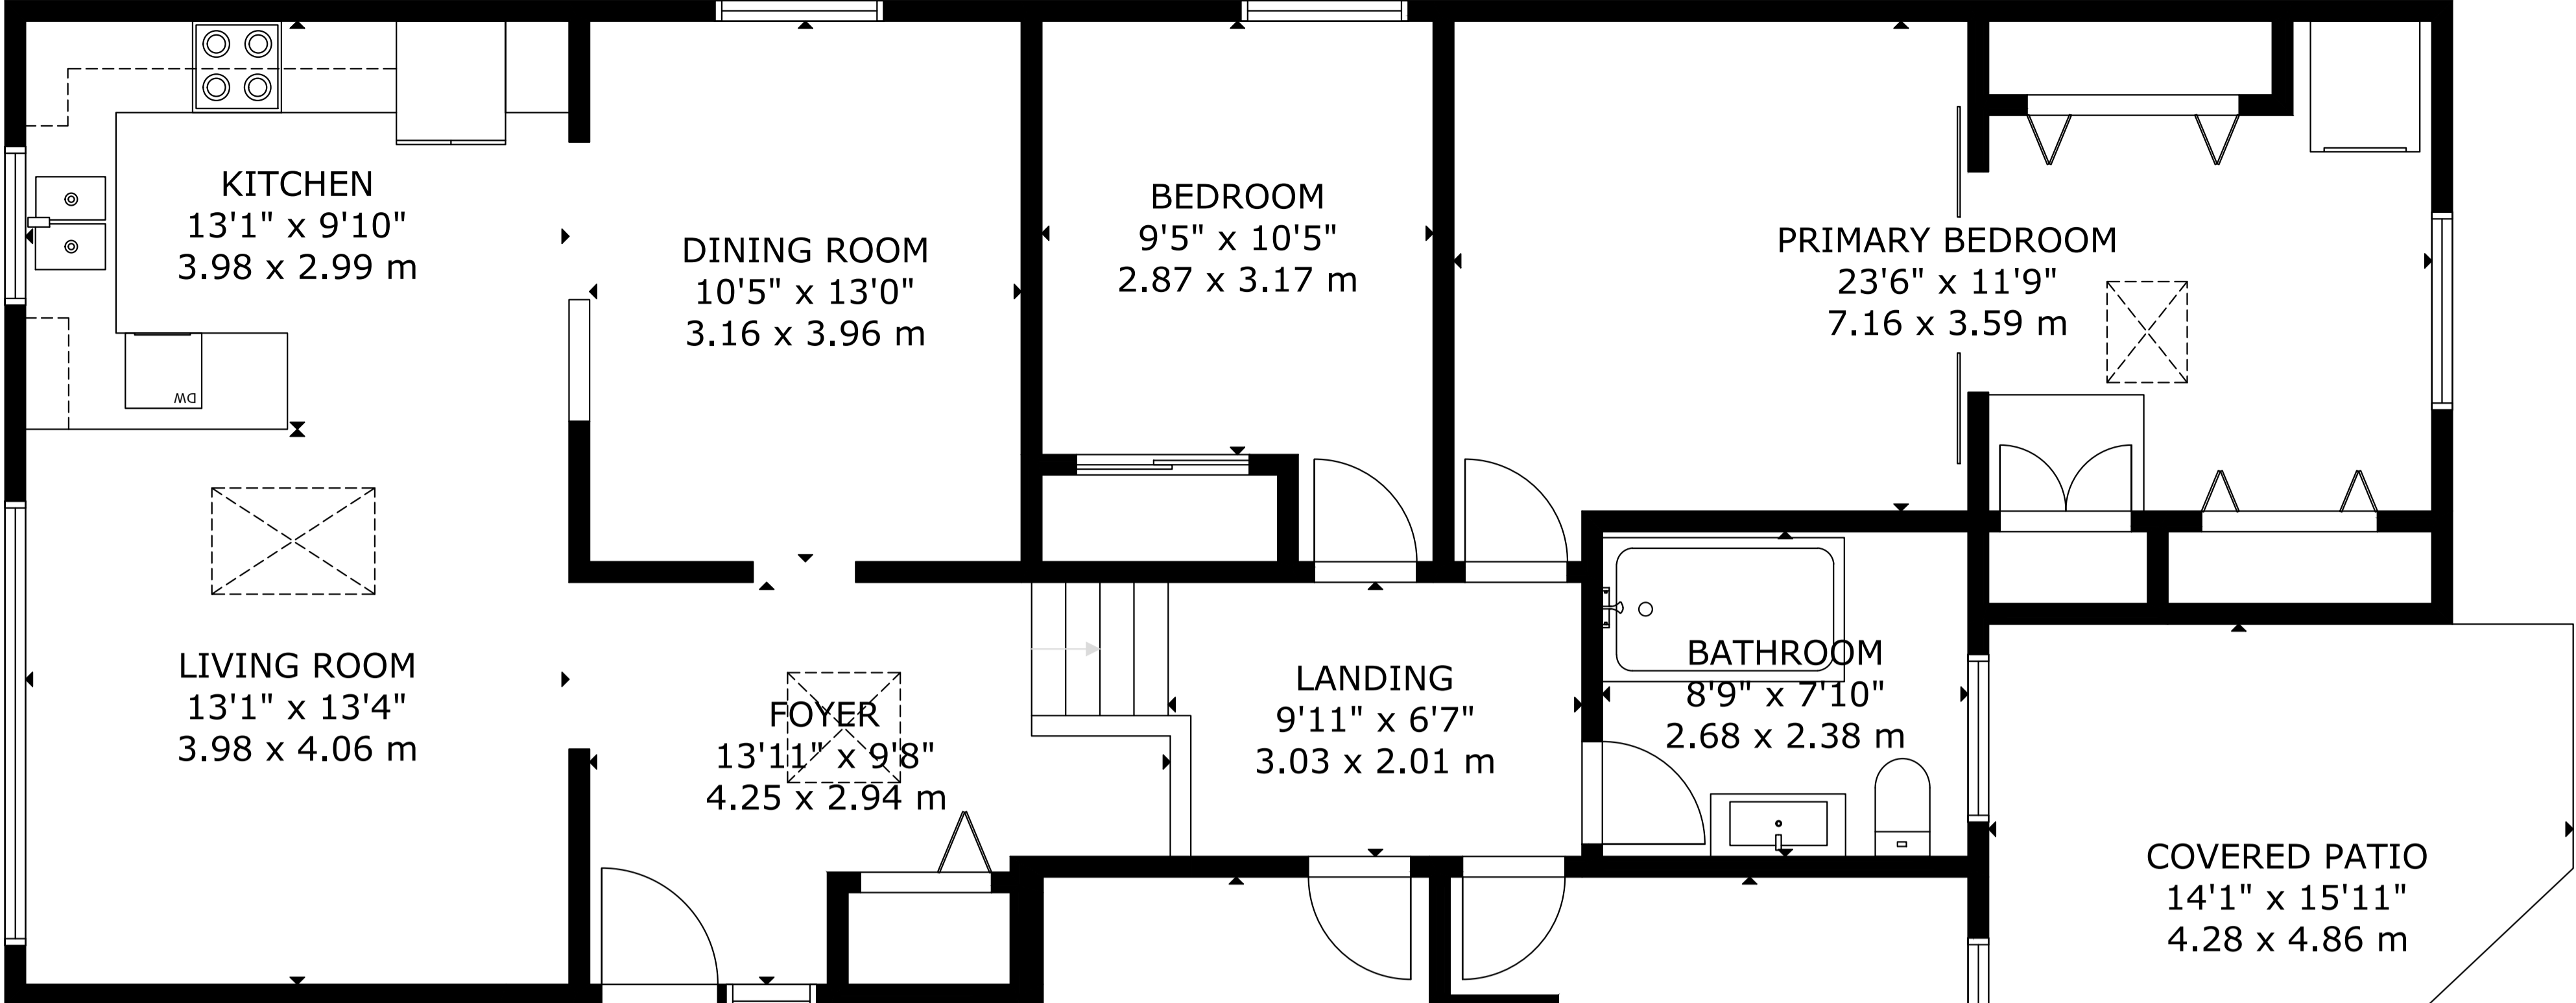 KITCHEN
13'1" x 9'10"
3.98 x 2.99 m
DW
DINING ROOM
10'5" x 13'0"
3.16 x 3.96 m
BEDROOM
9'5" x 10'5"
2.87 x 3.17 m
PRIMARY BEDROOM
23'6" x 11'9"
7.16 x 3.59 m
LIVING ROOM
13'1" x 13'4"
3.98 x 4.06 m
FOYER
13'11" x 9'8"
4.25 x 2.94 m
LANDING
9'11" x 6'7"
3.03 x 2.01 m
BATHROOM
8'9" x 7'10"
2.68 x 2.38 m
COVERED PATIO
14'1" x 15'11"
4.28 x 4.86 m